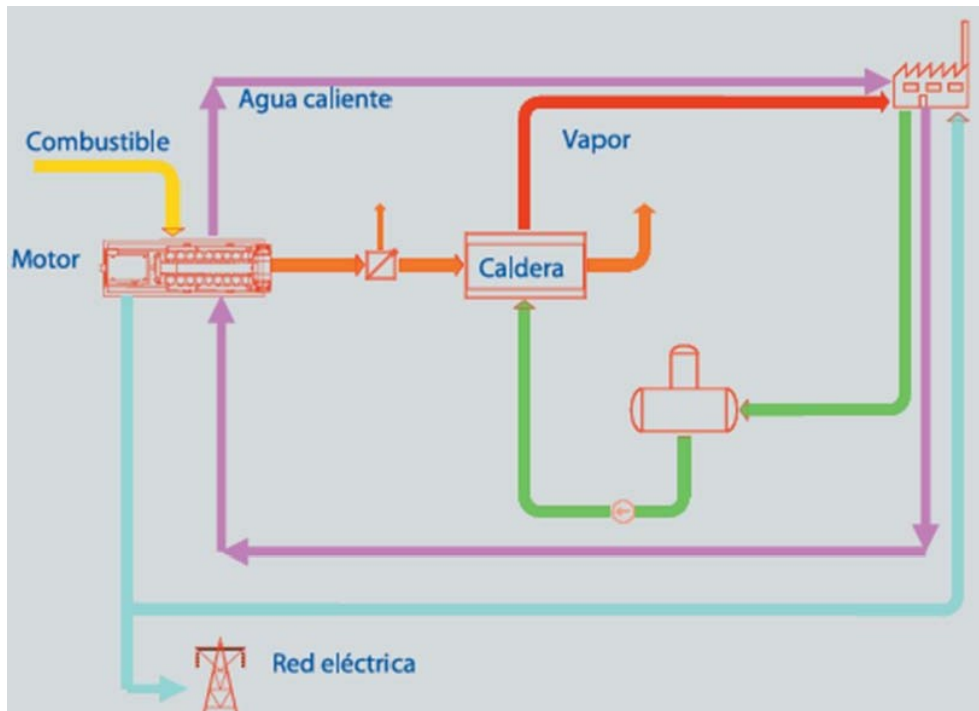 Agua caliente
Combustible
Vapor
Motor
Caldera
Red eléctrica